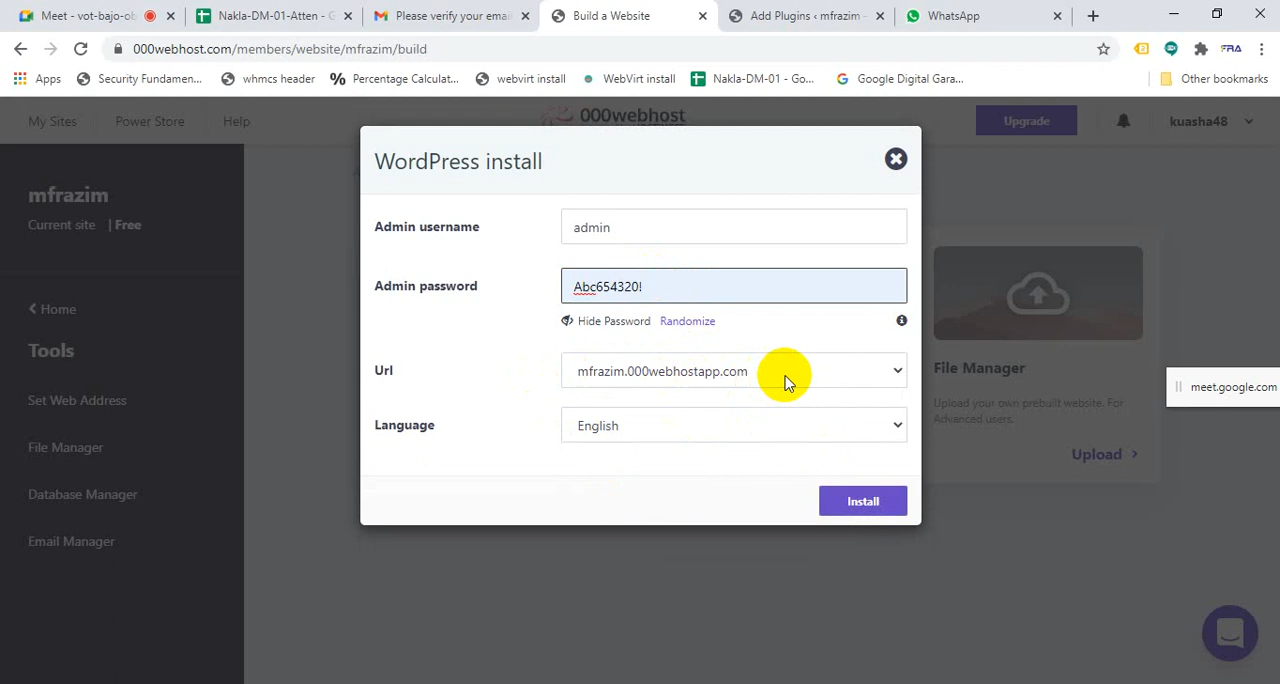 Meet - vot-bajo-ob
Nakla-DM-01-Atten - G
Please verify your emai
Build a Website
Add Plugins ‹ mfrazim —
WhatsApp
000webhost.com/members/website/mfrazim/build
Apps
Security Fundamen...
whmcs header
Percentage Calculat...
webvirt install
WebVirt install
Nakla-DM-01 - Go...
Google Digital Gara...
Other bookmarks
My Sites
Power Store
Help
000webhost
Upgrade
kuasha48
mfrazim
Current site | Free
Home
Tools
Set Web Address
File Manager
Database Manager
Email Manager
WordPress install
Admin username
admin
Admin password
Abc654320!
Hide Password Randomize
Url
mfrazim.000webhostapp.com
Language
English
Install
File Manager
Upload your own prebuilt website. For
Advanced users.
Upload
meet.google.com